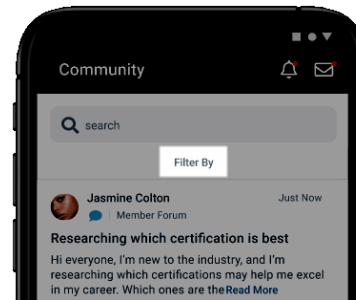 Community
search
Filter By
Jasmine Colton
Just Now
Member Forum
Researching which certification is best
Hi everyone, I'm new to the industry, and I'm
researching which certifications may help me excel
in my career. Which ones are the Read More